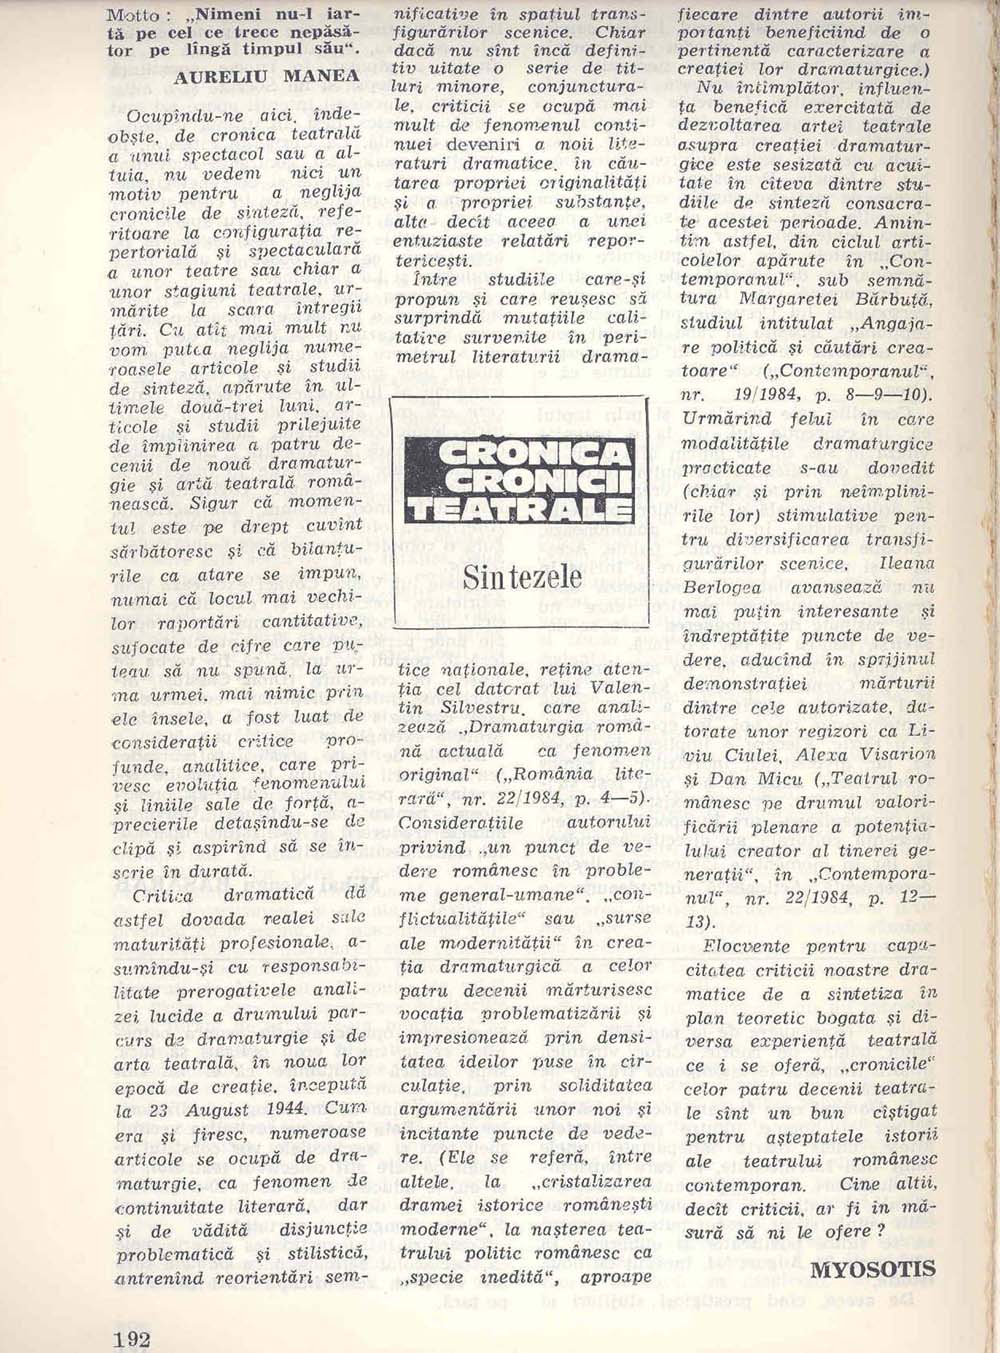 Motto : „Nimeni nu-l iar-
tă pe cel ce trece nepăsă-
tor pe lîngă timpul său“.
AURELIU MANEA
Ocupîndu-ne aici, înde-
obște, de cronica teatrală
a unui spectacol sau a al-
tuia, nu vedem nici un
motiv pentru a neglija
cronicile de sinteză, refe-
ritoare la configurația re-
pertorială și spectaculară
a unor teatre sau chiar a
unor stagiuni teatrale, ur-
mărite la scara întregii
țări. Cu atît mai mult nu
vom putea neglija nume-
roasele articole și studii
de sinteză, apărute în ul-
timele două-trei luni, ar-
ticole și studii prilejuite
de împlinirea a patru de-
cenii de nouă dramatur-
gie și artă teatrală româ-
nească. Sigur că momen-
tul este pe drept cuvînt
sărbătoresc și că bilanțu-
rile ca atare se impun,
numai că locul mai vechi-
lor raportări cantitative,
sufocate de cifre care pu-
teau să nu spună, la ur-
ma urmei, mai nimic prin
ele însele, a fost luat de
considerații critice pro-
funde, analitice, care pri-
vesc evoluția fenomenului
și liniile sale de forță, a-
precierile detașîndu-se de
clipă și aspirînd să se în-
scrie în durată.
Critica dramatică dă
astfel dovada realei sale
maturități profesionale, a-
sumîndu-și cu responsabi-
litate prerogativele anali-
zei lucide a drumului par-
curs de dramaturgie și de
arta teatrală, în noua lor
epocă de creație, începută
la 23 August 1944. Cum
era și firesc, numeroase
articole se ocupă de dra-
maturgie, ca fenomen de
continuitate literară, dar
și de vădită disjuncție
problematică și stilistică,
antrenînd reorientări sem-
nificative în spațiul trans-
figurărilor scenice. Chiar
dacă nu sînt încă defini-
tiv uitate o serie de tit-
luri minore, conjunctura-
le, criticii se ocupă mai
mult de fenomenul conti-
nuei deveniri a noii lite-
raturi dramatice, în cău-
tarea propriei originalități
și a propriei substanțe,
alta decît aceea a unei
entuziaste relatări repor-
tericești.
Între studiile care-și
propun și care reușesc să
surprindă mutațiile cali-
tative survenite în peri-
metrul literaturii drama-
CRONICA
CRONICII
TEATRALE
Sintezele
tice naționale, reține aten-
ția cel datorat lui Valen-
tin Silvestru, care anali-
zează „Dramaturgia româ-
nă actuală ca fenomen
original“ („România lite-
rară“, nr. 22/1984, p. 4—5).
Considerațiile autorului
privind „un punct de ve-
dere românesc în proble-
me general-umane“, „con-
flictualitățile“ sau „surse
ale modernității“ în crea-
ția dramaturgică a celor
patru decenii mărturisesc
vocația problematizării și
impresionează prin densi-
tatea ideilor puse în cir-
culație, prin soliditatea
argumentării unor noi și
incitante puncte de vede-
re. (Ele se referă, între
altele, la „cristalizarea
dramei istorice românești
moderne“, la nașterea tea-
trului politic românesc ca
„specie inedită“, aproape
fiecare dintre autorii im-
portanți beneficiind de o
pertinentă caracterizare a
creației lor dramaturgice.)
Nu întîmplător, influen-
ța benefică exercitată de
dezvoltarea artei teatrale
asupra creației dramatur-
gice este sesizată cu acui-
tate în cîteva dintre stu-
diile de sinteză consacra-
te acestei perioade. Amin-
tim astfel, din ciclul arti-
colelor apărute în „Con-
temporanul“, sub semnă-
tura Margaretei Bărbuță,
studiul intitulat „Angaja-
re politică și căutări crea-
toare“ („Contemporanul“,
nr. 19/1984, p. 8—9—10).
Urmărind felul în care
modalitățile dramaturgice
practicate s-au dovedit
(chiar și prin neîmplini-
rile lor) stimulative pen-
tru diversificarea transfi-
gurărilor scenice, Ileana
Berlogea avansează nu
mai puțin interesante și
îndreptățite puncte de ve-
dere, aducînd în sprijinul
demonstrației mărturii
dintre cele autorizate, da-
torate unor regizori ca Li-
viu Ciulei, Alexa Visarion
și Dan Micu („Teatrul ro-
mânesc pe drumul valori-
ficării plenare a potenția-
lului creator al tinerei ge-
nerații“, în „Contempora-
nul“, nr. 22/1984, p. 12—
13).
Elocvente pentru capa-
citatea criticii noastre dra-
matice de a sintetiza în
plan teoretic bogata și di-
versa experiență teatrală
ce i se oferă, „cronicile“
celor patru decenii teatra-
le sînt un bun cîștigat
pentru așteptatele istorii
ale teatrului românesc
contemporan. Cine altii,
decît criticii, ar fi in mă-
sură să ni le ofere ?
MYOSOTIS
192